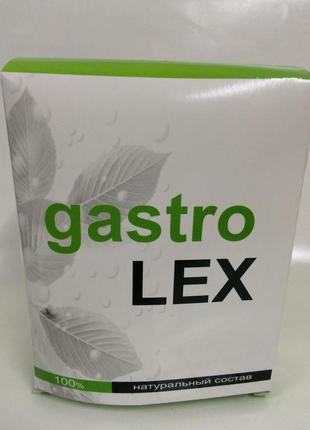 gastro
LEX
100% натуральный состав